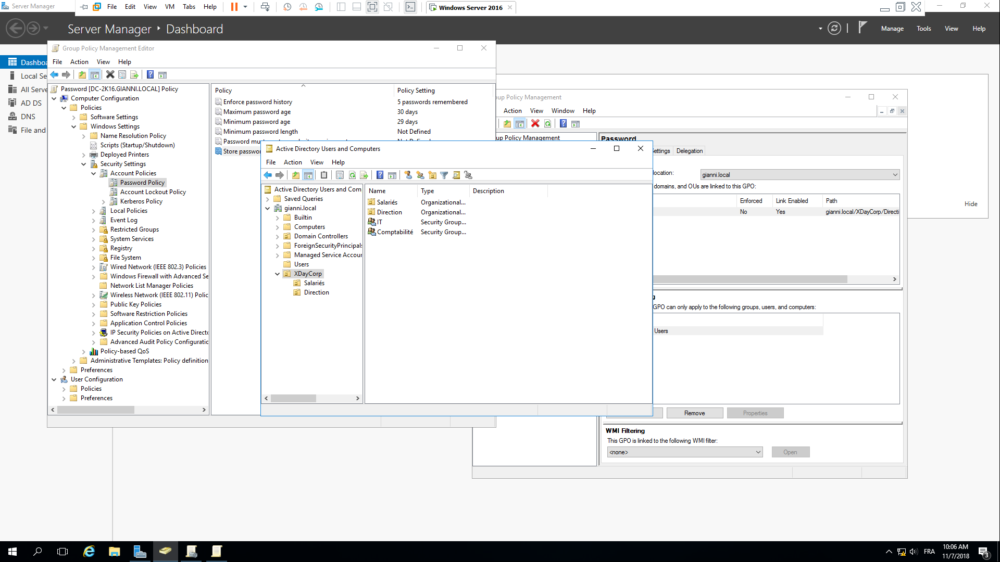 Server Manager
File Edit View VM Tabs Help
Windows Server 2016
Server Manager • Dashboard
Manage Tools View Help
Group Policy Management Editor
File Action View Help
Local Se
All Serve
AD DS
DNS
File and
Password [DC-2K16.GIANNI.LOCAL] Policy
Computer Configuration
Policies
Software Settings
Windows Settings
Name Resolution Policy
Scripts (Startup/Shutdown)
Deployed Printers
Security Settings
Account Policies
Password Policy
Account Lockout Policy
Kerberos Policy
Local Policies
Event Log
Restricted Groups
System Services
Registry
File System
Wired Network (IEEE 802.3) Policies
Windows Firewall with Advanced Se
Network List Manager Policies
Wireless Network (IEEE 802.11) Polic
Public Key Policies
Software Restriction Policies
Application Control Policies
IP Security Policies on Active Directo
Advanced Audit Policy Configuratic
Policy-based QoS
Administrative Templates: Policy definition
Preferences
User Configuration
Policies
Preferences
Policy Policy Setting
Enforce password history 5 passwords remembered
Maximum password age 30 days
Minimum password age 29 days
Minimum password length Not Defined
Password mu
Store passwor
Active Directory Users and Computers
File Action View Help
Active Directory Users and Com
Saved Queries
gianni.local
Builtin
Computers
Domain Controllers
ForeignSecurityPrincipals
Managed Service Accour
Users
XDayCorp
Salariés
Direction
Name Type Description
Salariés Organizational...
Direction Organizational...
IT Security Group...
Comptabilité Security Group...
up Policy Management
Action View Window Help
up Policy Management
Password
Settings Delegation
location: gianni.local
domains, and OUs are linked to this GPO:
Enforced Link Enabled Path
No Yes gianni.local/XDayCorp/Directi
GPO can only apply to the following groups, users, and computers:
Users
Remove Properties
WMI Filtering
This GPO is linked to the following WMI filter:
<none> Open
Hide
FRA
10:06 AM
11/7/2018
3